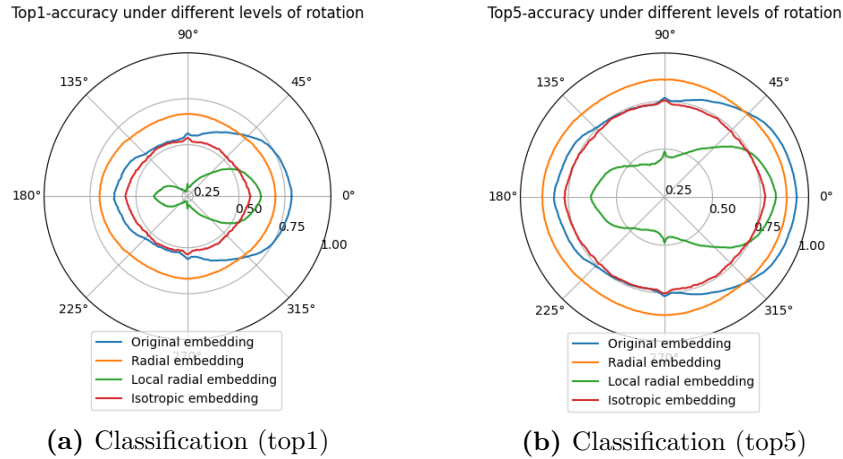 Top1-accuracy under different levels of rotation
90°
135°
45°
180°
0°
0.25
0.50
0.75
1.00
225°
315°
270°
Original embedding
Radial embedding
Local radial embedding
Isotropic embedding
(a) Classification (top1)
Top5-accuracy under different levels of rotation
90°
135°
45°
180°
0°
0.25
0.50
0.75
1.00
225°
315°
270°
Original embedding
Radial embedding
Local radial embedding
Isotropic embedding
(b) Classification (top5)